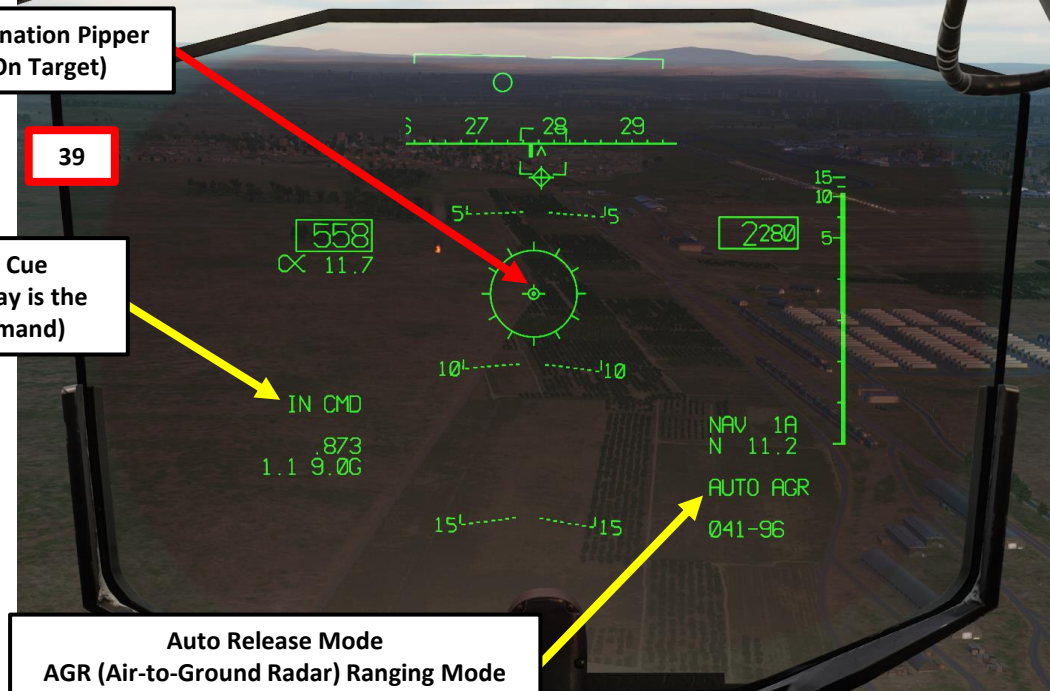 nation Pipper
On Target)
39
27 28 29
15
10
5 5
5
558
2280
α 11.7
Cue
ay is the
mand)
10 10
IN CMD
.873
1.1 9.0G
NAV 1A
N 11.2
AUTO AGR
041-96
15 15
Auto Release Mode
AGR (Air-to-Ground Radar) Ranging Mode